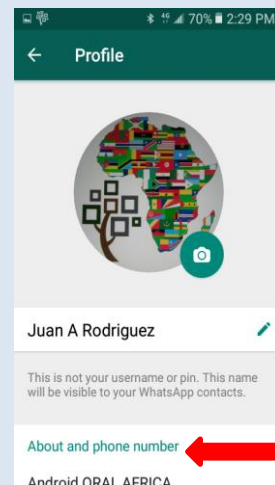 70% 2:29 PM
Profile
Juan A Rodriguez
This is not your username or pin. This name
will be visible to your WhatsApp contacts.
About and phone number
Android ORAL AFRICA